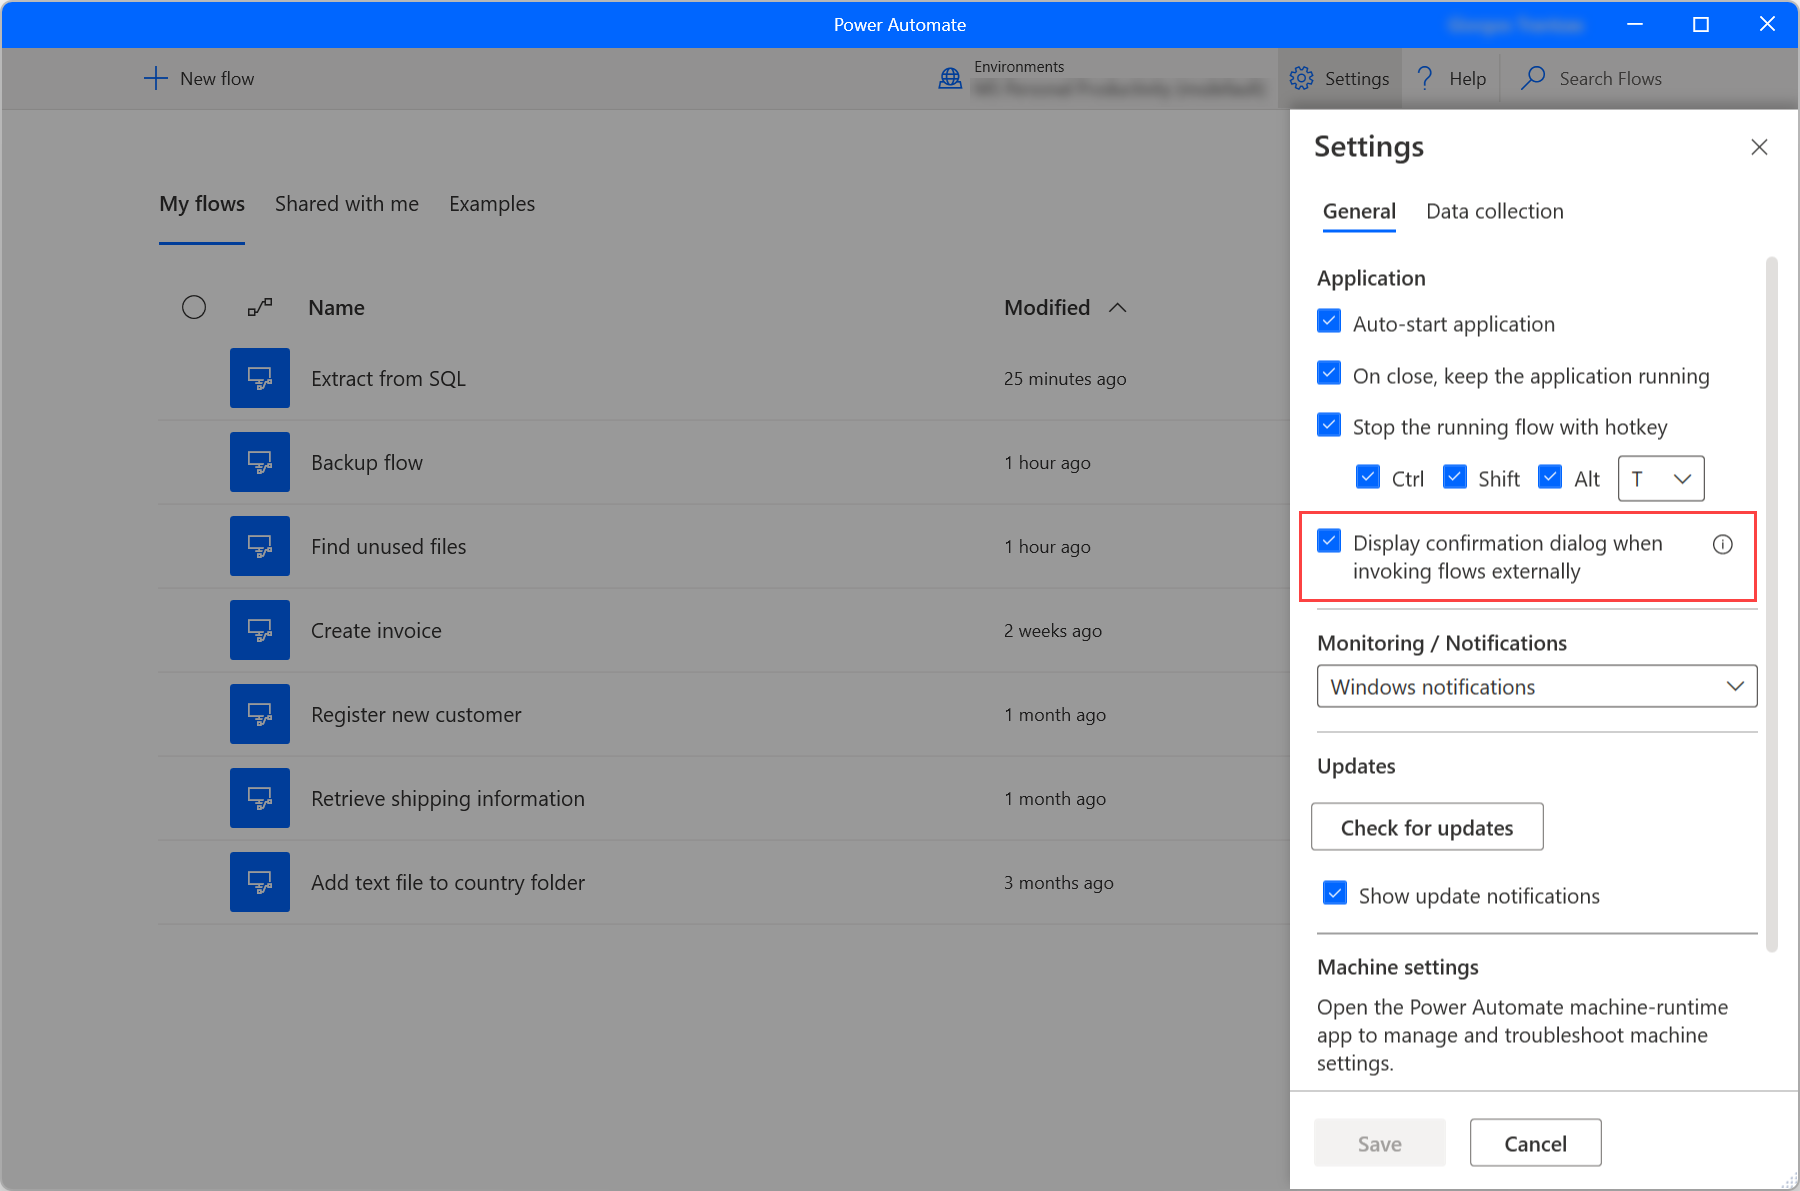 Power Automate
New flow
Environments
Settings
Help
Search Flows
My flows
Shared with me
Examples
Name
Modified
Extract from SQL
25 minutes ago
Backup flow
1 hour ago
Find unused files
1 hour ago
Create invoice
2 weeks ago
Register new customer
1 month ago
Retrieve shipping information
1 month ago
Add text file to country folder
3 months ago
Settings
General
Data collection
Application
Auto-start application
On close, keep the application running
Stop the running flow with hotkey
Ctrl
Shift
Alt
T
Display confirmation dialog when
invoking flows externally
Monitoring / Notifications
Windows notifications
Updates
Check for updates
Show update notifications
Machine settings
Open the Power Automate machine-runtime
app to manage and troubleshoot machine
settings.
Save
Cancel